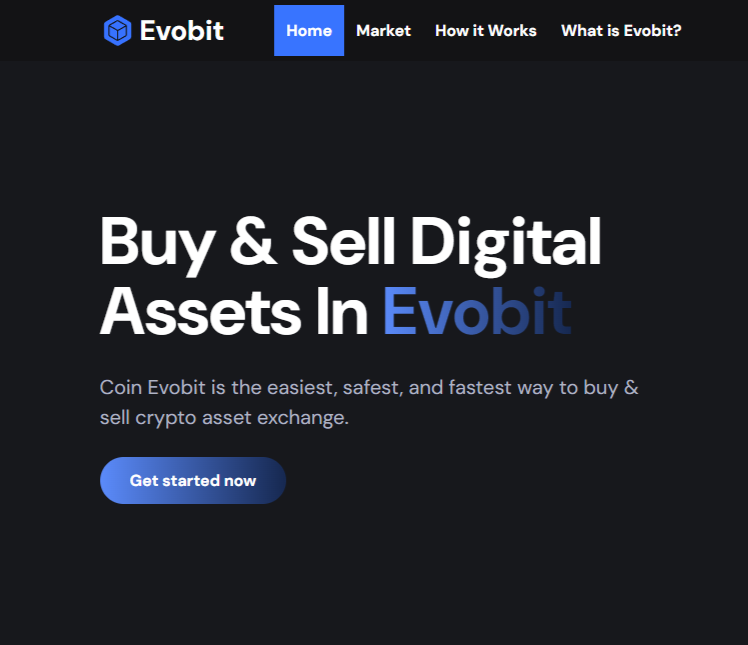 Evobit
Home Market How it Works What is Evobit?
Buy & Sell Digital
Assets In Evobit
Coin Evobit is the easiest, safest, and fastest way to buy &
sell crypto asset exchange.
Get started now